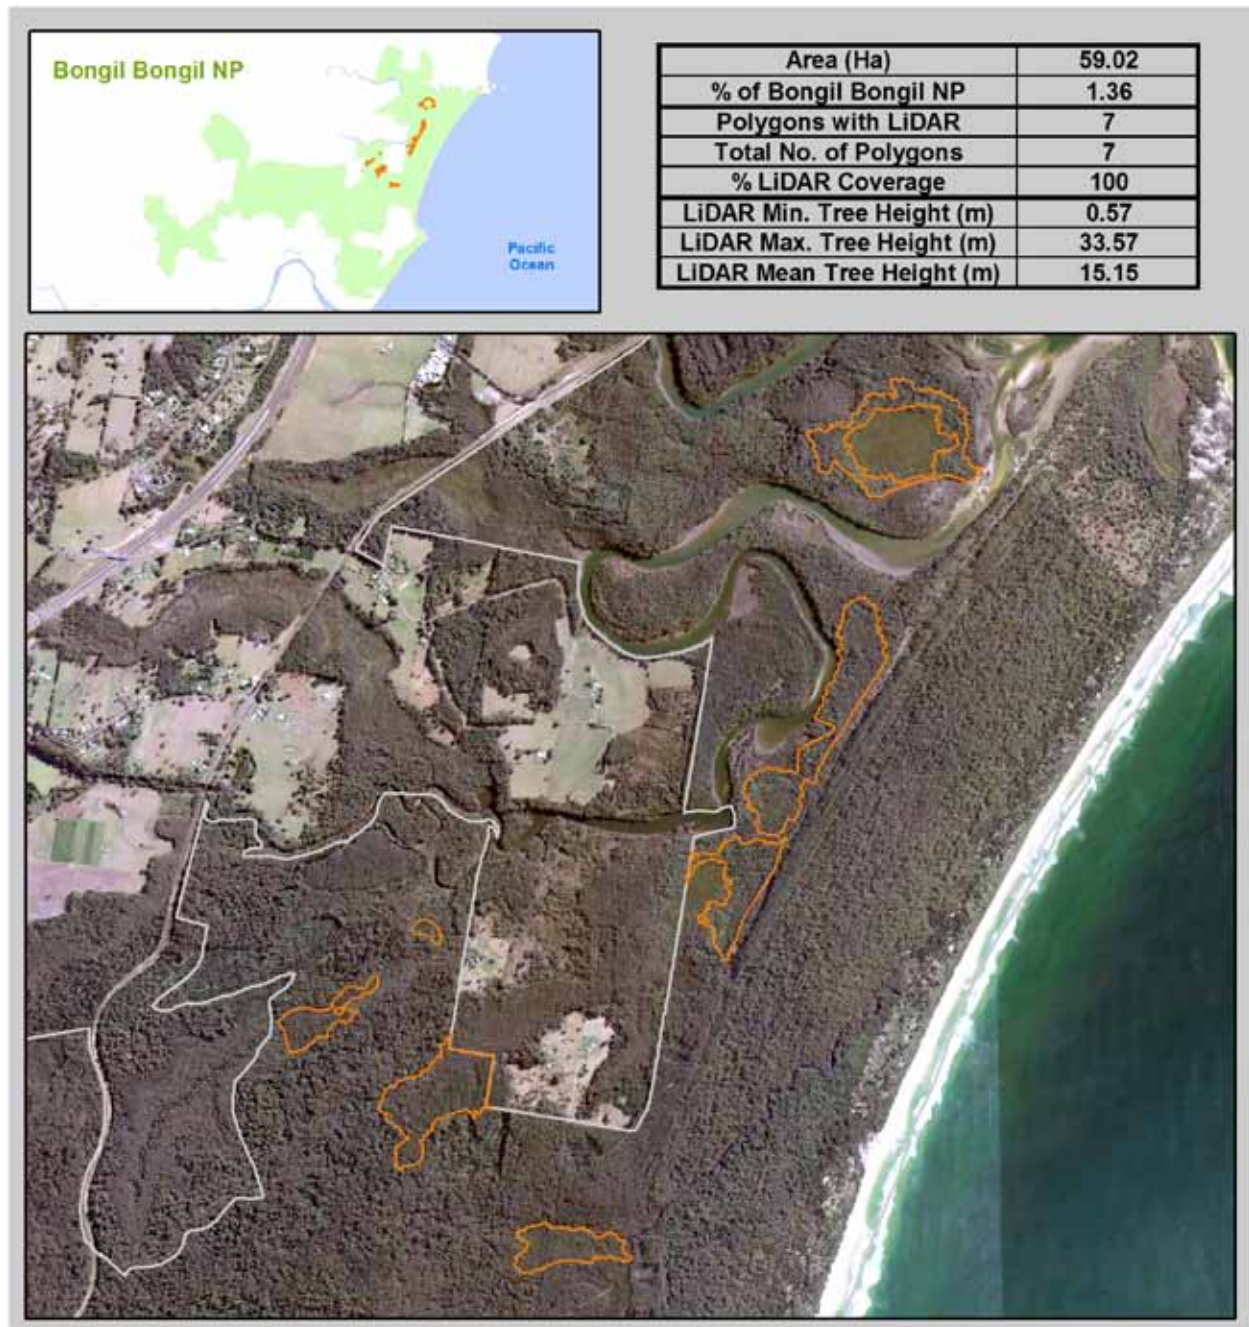 Bongil Bongil NP
Pacific
Ocean
Area (Ha) 59.02
% of Bongil Bongil NP 1.36
Polygons with LiDAR 7
Total No. of Polygons 7
% LiDAR Coverage 100
LiDAR Min. Tree Height (m) 0.57
LiDAR Max. Tree Height (m) 33.57
LiDAR Mean Tree Height (m) 15.15